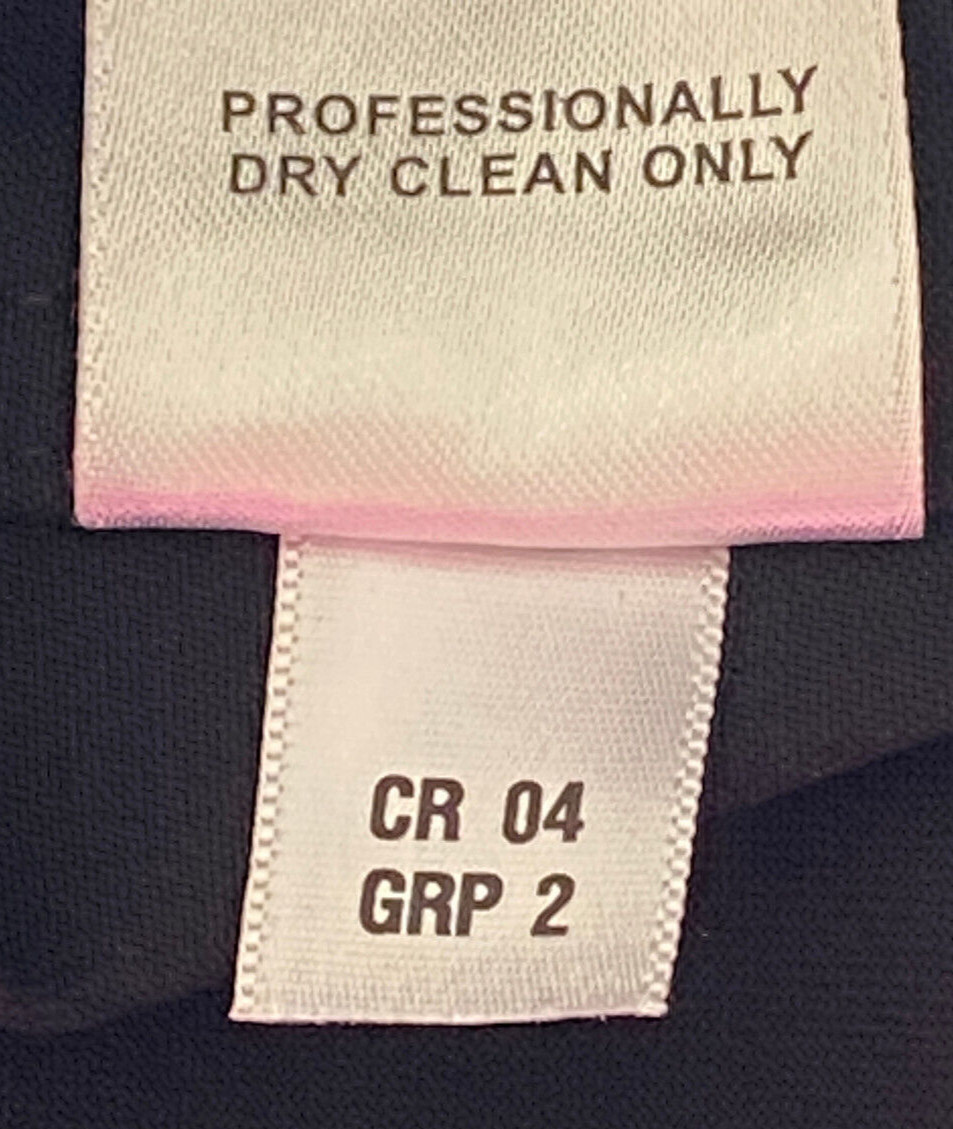 PROFESSIONALLY
DRY CLEAN ONLY
CR 04
GRP 2